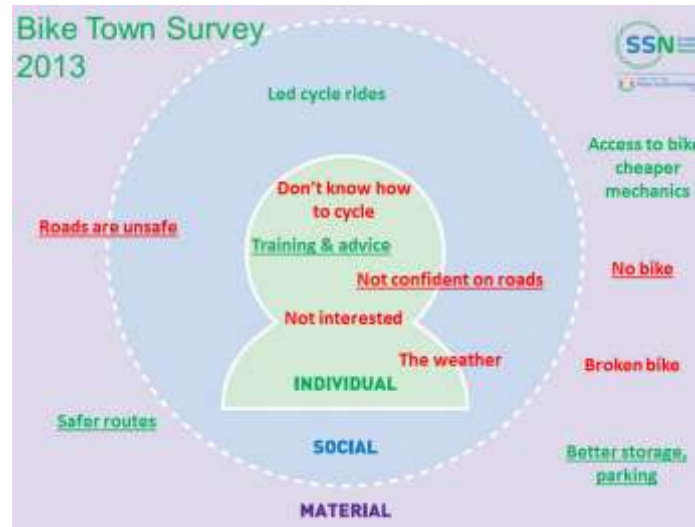 Bike Town Survey
2013
SSN
Led cycle rides
Access to bike
cheaper
mechanics
Don't know how
to cycle
Roads are unsafe
Training & advice
Not confident on roads
No bike
Not interested
The weather
Broken bike
INDIVIDUAL
Safer routes
SOCIAL
Better storage,
parking
MATERIAL